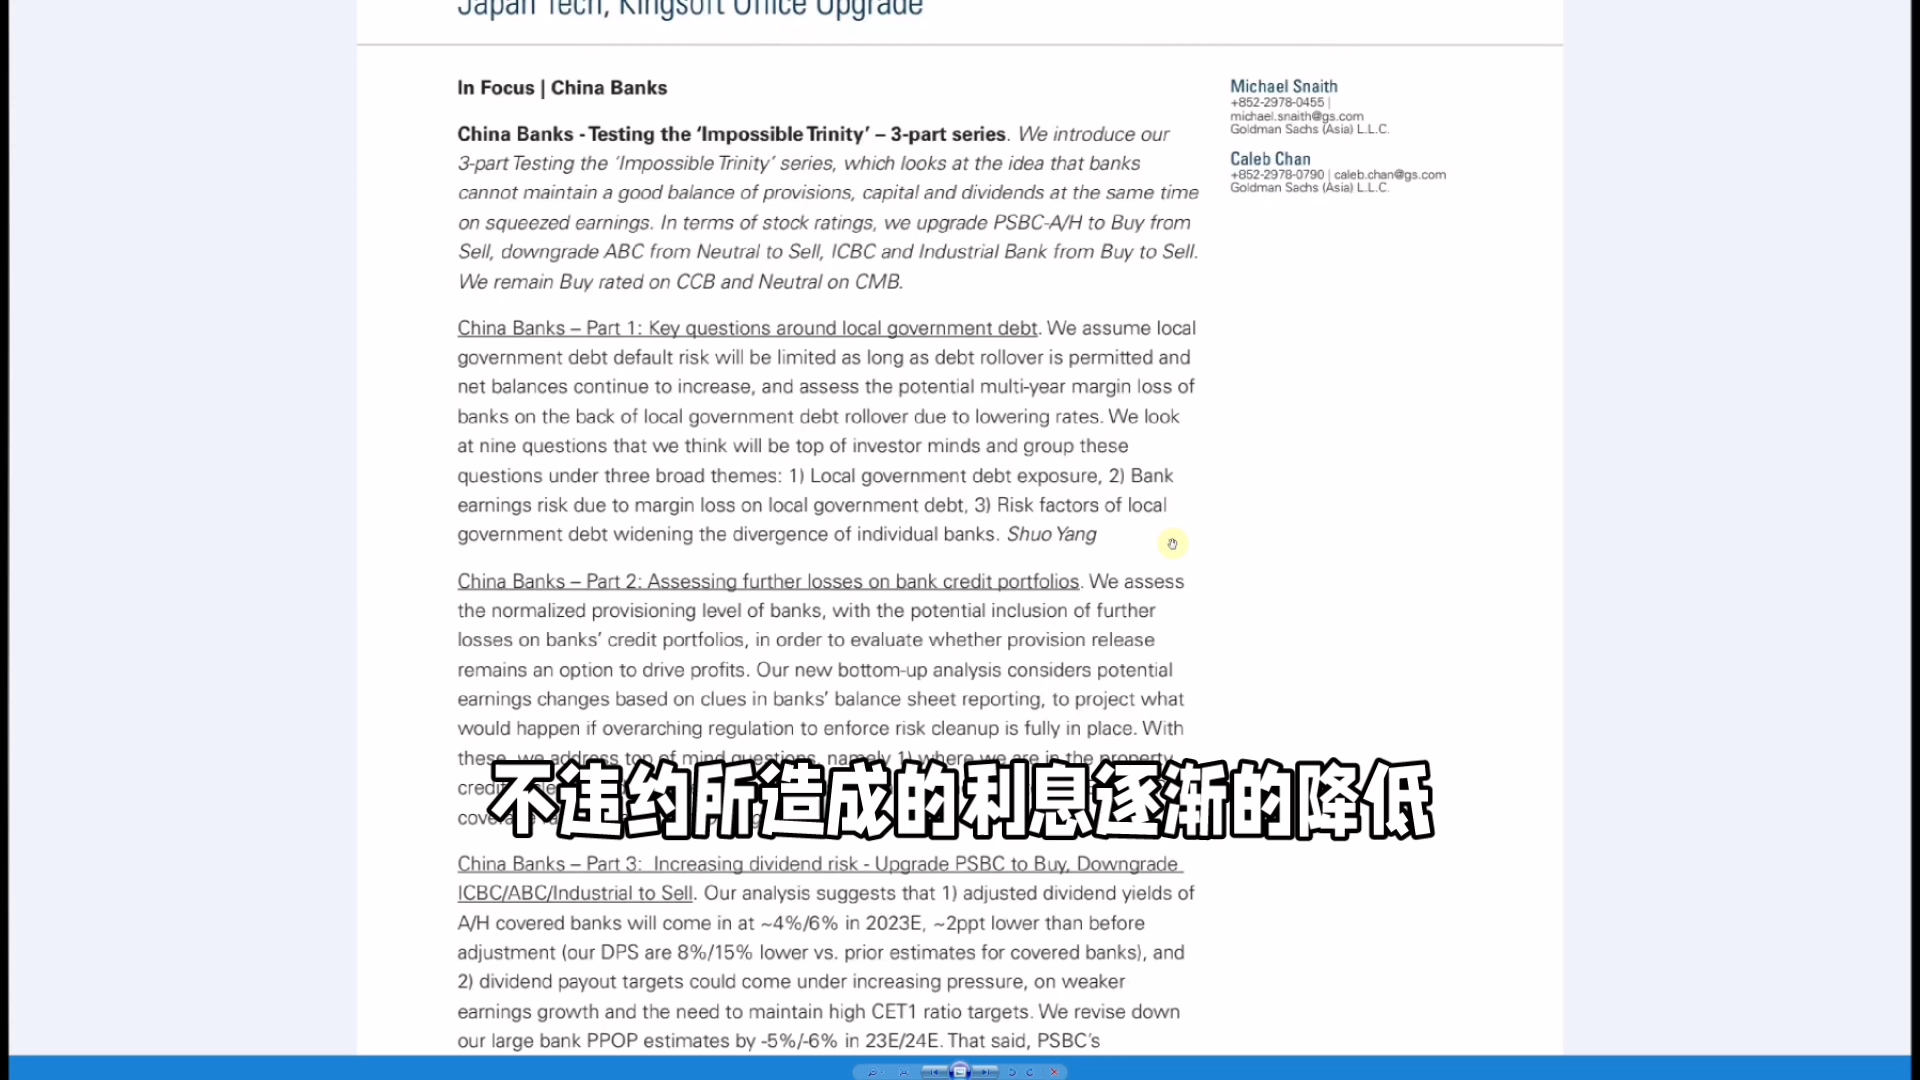 Japan Tech, Kingsoft Office Upgrade
In Focus | China Banks
China Banks - Testing the ‘Impossible Trinity’ – 3-part series. We introduce our
3-part Testing the ‘Impossible Trinity’ series, which looks at the idea that banks
cannot maintain a good balance of provisions, capital and dividends at the same time
on squeezed earnings. In terms of stock ratings, we upgrade PSBC-A/H to Buy from
Sell, downgrade ABC from Neutral to Sell, ICBC and Industrial Bank from Buy to Sell.
We remain Buy rated on CCB and Neutral on CMB.
China Banks – Part 1: Key questions around local government debt. We assume local
government debt default risk will be limited as long as debt rollover is permitted and
net balances continue to increase, and assess the potential multi-year margin loss of
banks on the back of local government debt rollover due to lowering rates. We look
at nine questions that we think will be top of investor minds and group these
questions under three broad themes: 1) Local government debt exposure, 2) Bank
earnings risk due to margin loss on local government debt, 3) Risk factors of local
government debt widening the divergence of individual banks. Shuo Yang
China Banks – Part 2: Assessing further losses on bank credit portfolios. We assess
the normalized provisioning level of banks, with the potential inclusion of further
losses on banks’ credit portfolios, in order to evaluate whether provision release
remains an option to drive profits. Our new bottom-up analysis considers potential
earnings changes based on clues in banks’ balance sheet reporting, to project what
would happen if overarching regulation to enforce risk cleanup is fully in place. With
these, we address top of mind questions, namely 1) where we are in the property
不违约所造成的利息逐渐的降低
China Banks – Part 3: Increasing dividend risk - Upgrade PSBC to Buy, Downgrade
ICBC/ABC/Industrial to Sell. Our analysis suggests that 1) adjusted dividend yields of
A/H covered banks will come in at ~4%/6% in 2023E, ~2ppt lower than before
adjustment (our DPS are 8%/15% lower vs. prior estimates for covered banks), and
2) dividend payout targets could come under increasing pressure, on weaker
earnings growth and the need to maintain high CET1 ratio targets. We revise down
our large bank PPOP estimates by -5%/-6% in 23E/24E. That said, PSBC’s
Michael Snaith
+852-2978-0455 |
michael.snaith@gs.com
Goldman Sachs (Asia) L.L.C.
Caleb Chan
+852-2978-0790 | caleb.chan@gs.com
Goldman Sachs (Asia) L.L.C.